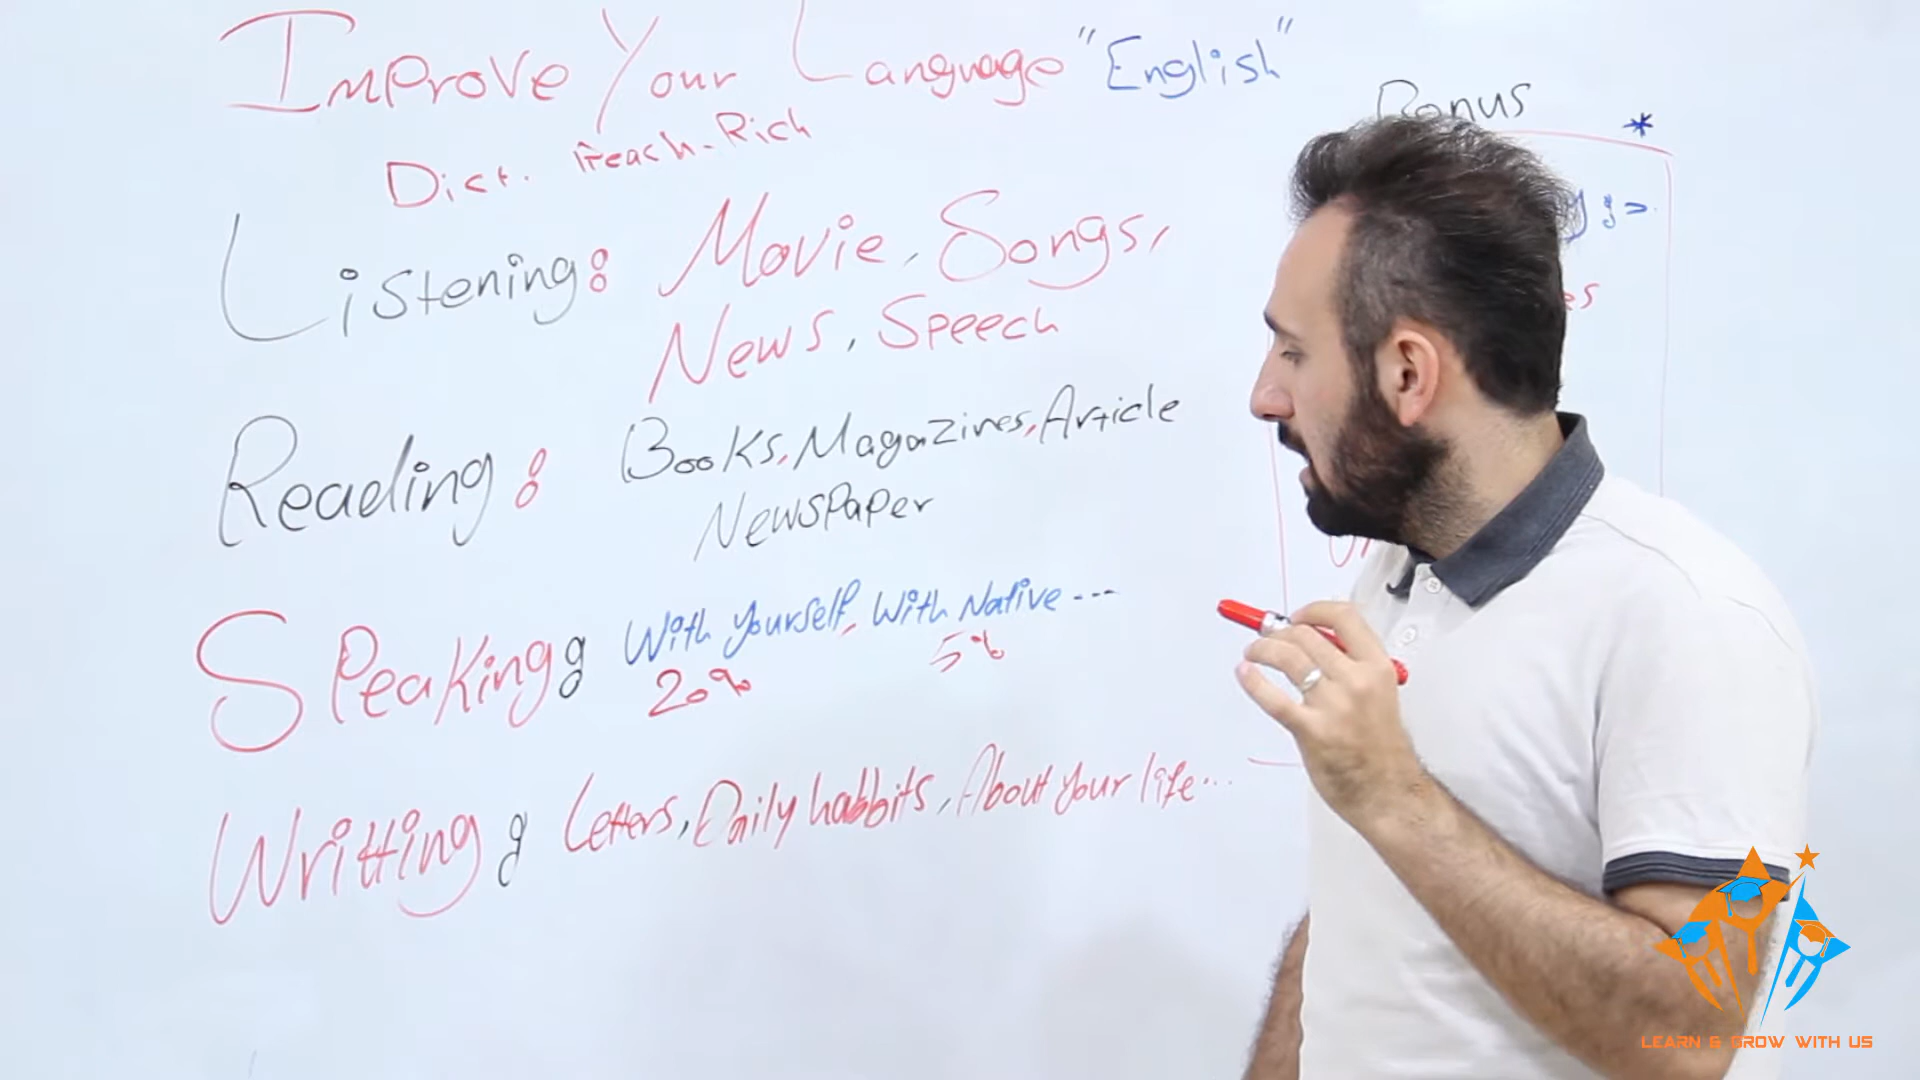 Improve Your Language "English"
Dict. Reach-Rich
Listening: Movie, Songs,
News, Speech
Reading: Books, Magazines, Article
Newspaper
Speaking: With yourself, With Native ---
20% 5%
Writting: Letters, Daily habbits, About your life...
Bonus
*
LEARN & GROW WITH US